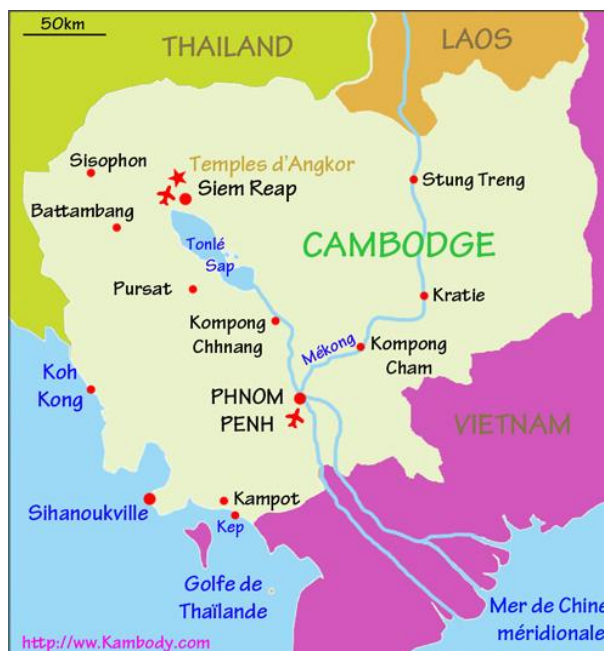 50km
THAILAND
LAOS
Sisophon
Temples d'Angkor
Siem Reap
Stung Treng
Battambang
Tonlé
Sap
CAMBODGE
Pursat
Kratie
Kompong
Chhnang
Mékong
Kompong
Cham
Koh
Kong
PHNOM
PENH
VIETNAM
Sihanoukville
Kampot
Kep
Golfe de
Thaïlande
Mer de Chine
méridionale
http://ww.Kambody.com